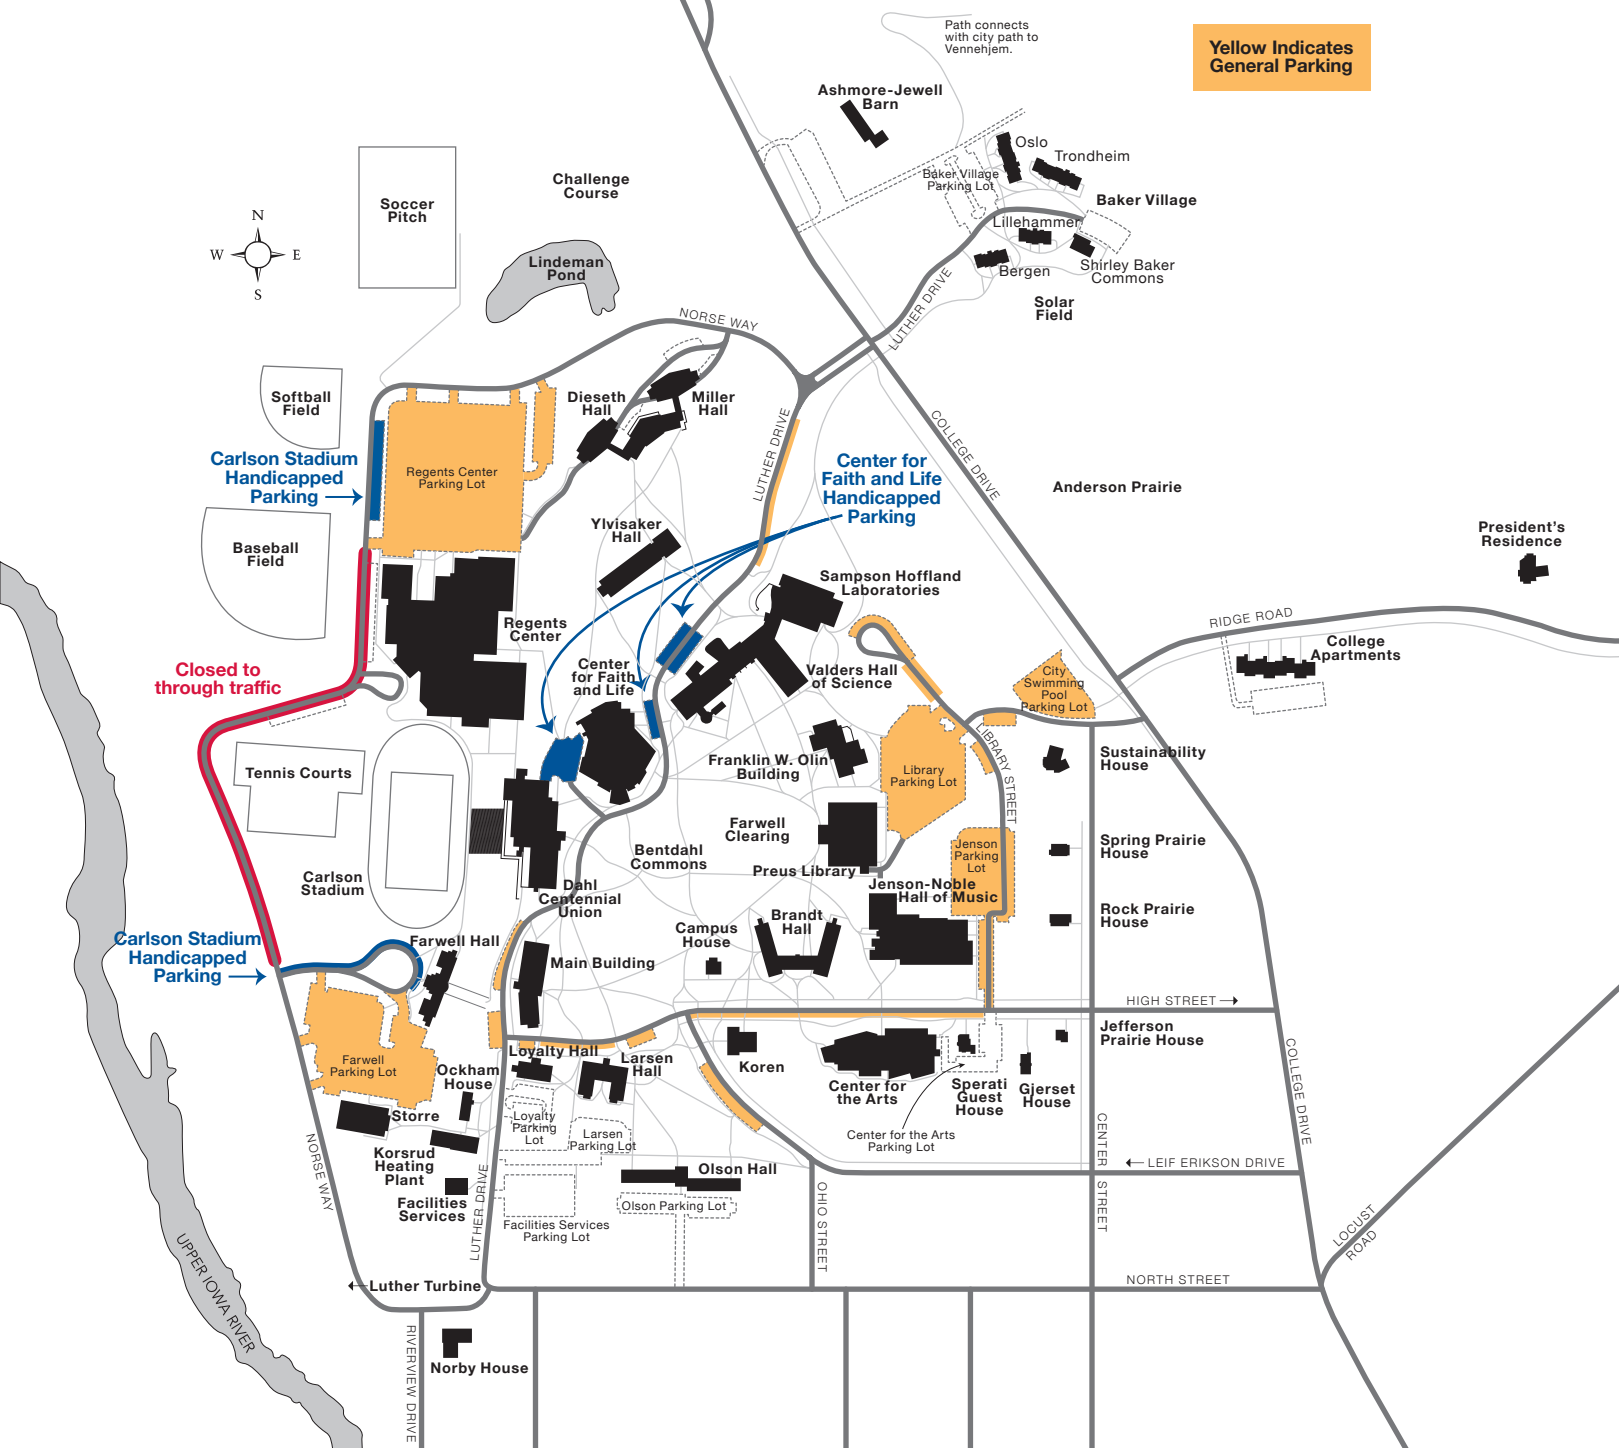 Path connects
with city path to
Vennehjem.
Yellow Indicates
General Parking
Ashmore-Jewell
Barn
Oslo
Trondheim
Baker Village
Parking Lot
Baker Village
Lillehammer
Bergen
Shirley Baker
Commons
Solar
Field
Soccer
Pitch
Challenge
Course
Lindeman
Pond
N
W
E
S
NORSE WAY
LUTHER DRIVE
Softball
Field
Dieseth
Hall
Miller
Hall
LUTHER DRIVE
COLLEGE DRIVE
Carlson Stadium
Handicapped
Parking
Regents Center
Parking Lot
Center for
Faith and Life
Handicapped
Parking
Anderson Prairie
President's
Residence
Baseball
Field
Ylvisaker
Hall
Sampson Hoffland
Laboratories
Regents
Center
RIDGE ROAD
College
Apartments
Closed to
through traffic
Center
for Faith
and Life
Valders Hall
of Science
City
Swimming
Pool
Parking Lot
LIBRARY STREET
Tennis Courts
Franklin W. Olin
Building
Library
Parking Lot
Sustainability
House
Farwell
Clearing
Bentdahl
Commons
Preus Library
Jenson
Parking
Lot
Spring Prairie
House
Carlson
Stadium
Dahl
Centennial
Union
Jenson-Noble
Hall of Music
Rock Prairie
House
Carlson Stadium
Handicapped
Parking
Farwell Hall
Main Building
Campus
House
Brandt
Hall
HIGH STREET
Jefferson
Prairie House
Farwell
Parking Lot
Ockham
House
Loyalty Hall
Larsen
Hall
Koren
Center for
the Arts
Sperati
Guest
House
Gjerset
House
COLLEGE DRIVE
Storre
Loyalty
Parking
Lot
Larsen
Parking Lot
Center for the Arts
Parking Lot
CENTER STREET
LEIF ERIKSON DRIVE
NORSE WAY
Korsrud
Heating
Plant
Facilities
Services
LUTHER DRIVE
Olson Hall
Olson Parking Lot
Facilities Services
Parking Lot
OHIO STREET
LOCUST
ROAD
UPPER IOWA RIVER
Luther Turbine
NORTH STREET
RIVERVIEW DRIVE
Norby House